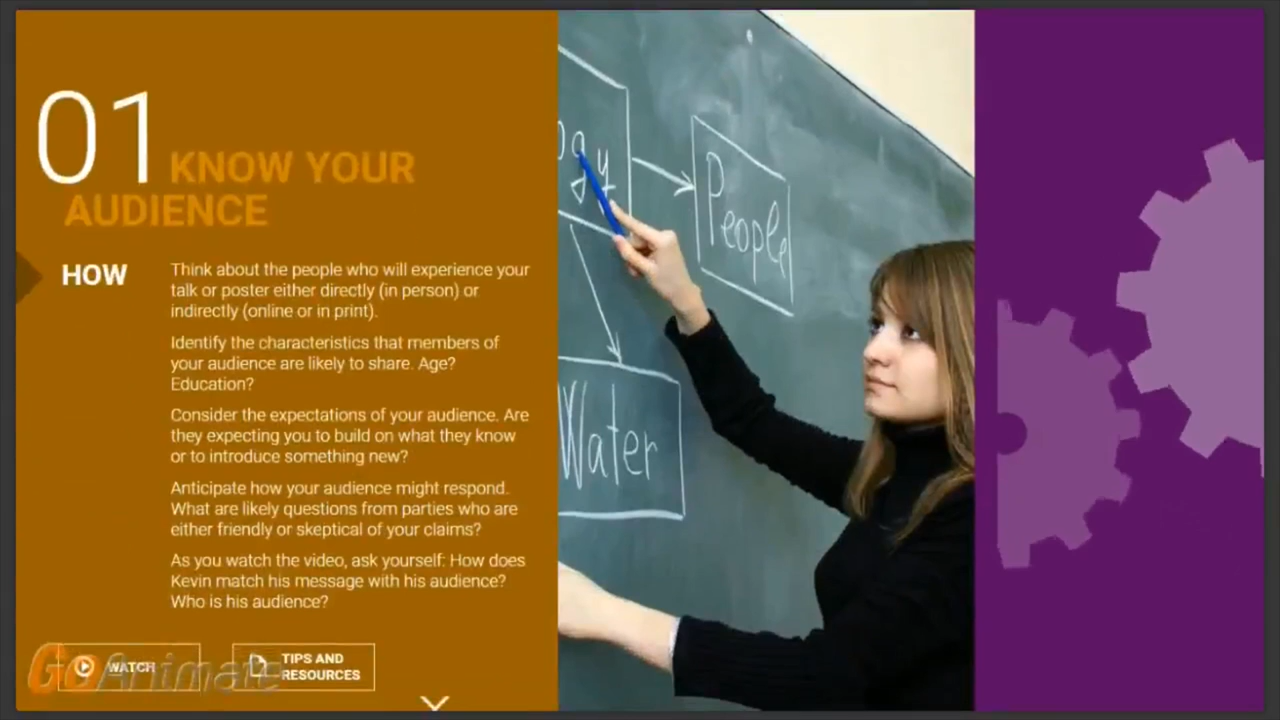 01 KNOW YOUR
AUDIENCE
HOW
Think about the people who will experience your
talk or poster either directly (in person) or
indirectly (online or in print).
Identify the characteristics that members of
your audience are likely to share. Age?
Education?
Consider the expectations of your audience. Are
they expecting you to build on what they know
or to introduce something new?
Anticipate how your audience might respond.
What are likely questions from parties who are
either friendly or skeptical of your claims?
As you watch the video, ask yourself: How does
Kevin match his message with his audience?
Who is his audience?
WATCH
TIPS AND
RESOURCES
GoAnimate
ogy
People
Water